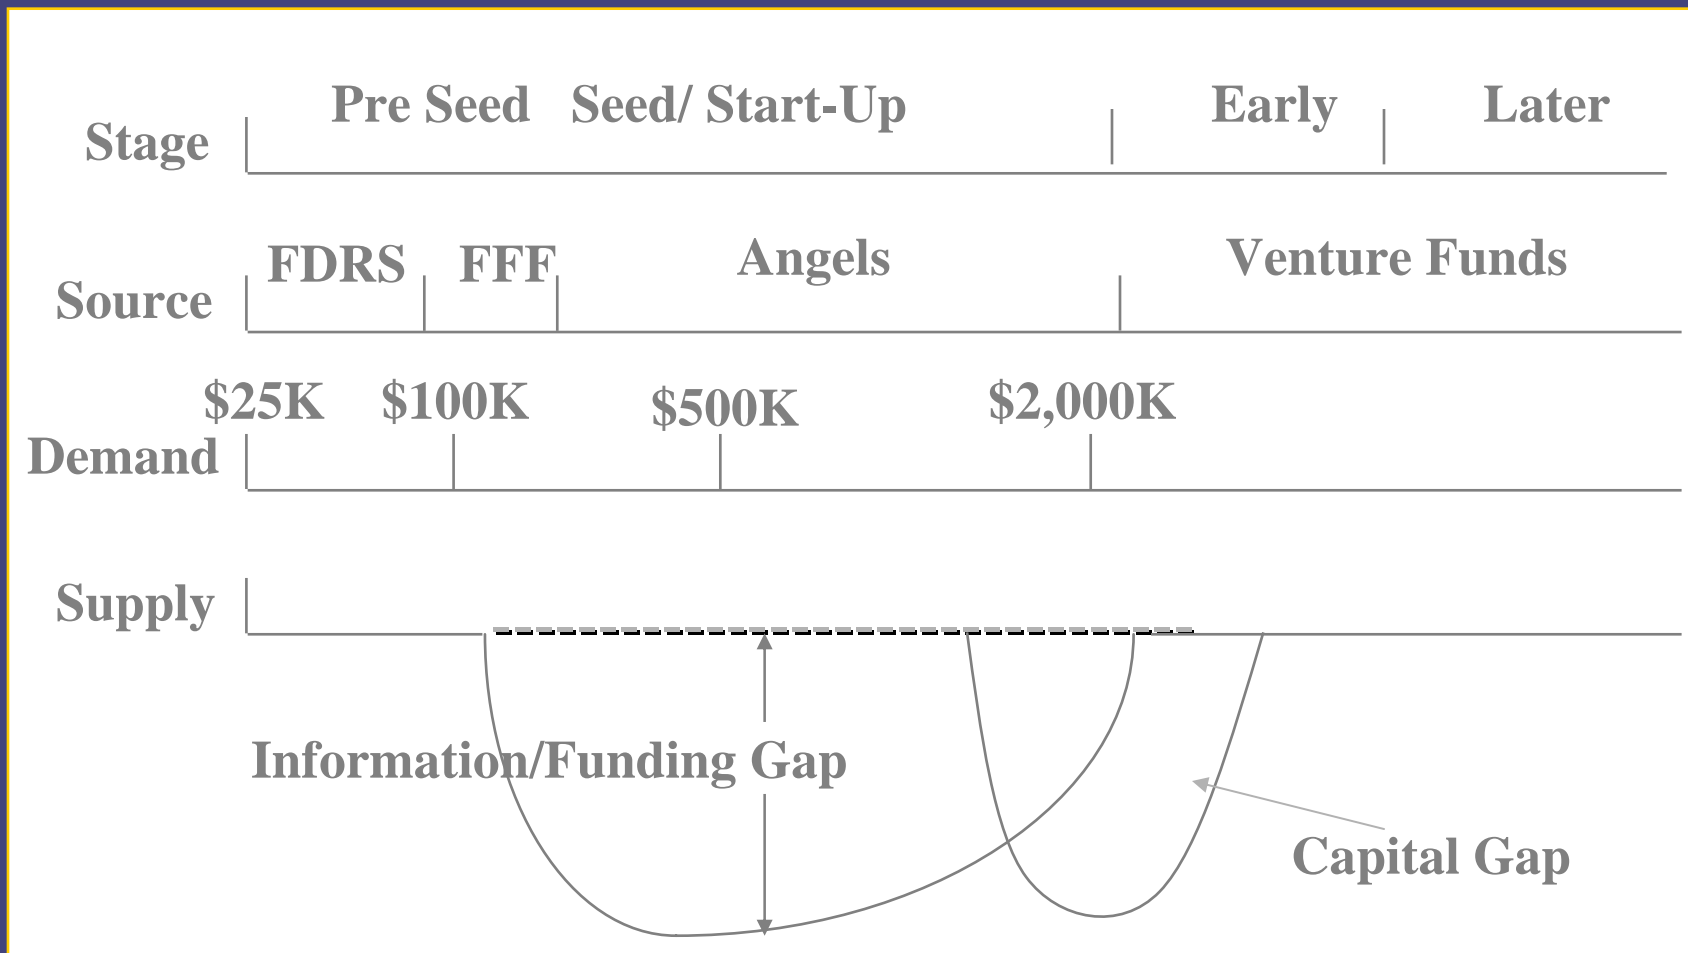 Pre Seed Seed/ Start-Up Early Later
Stage
FDRS FFF Angels Venture Funds
Source
$25K $100K $500K $2,000K
Demand
Supply
Information/Funding Gap
Capital Gap